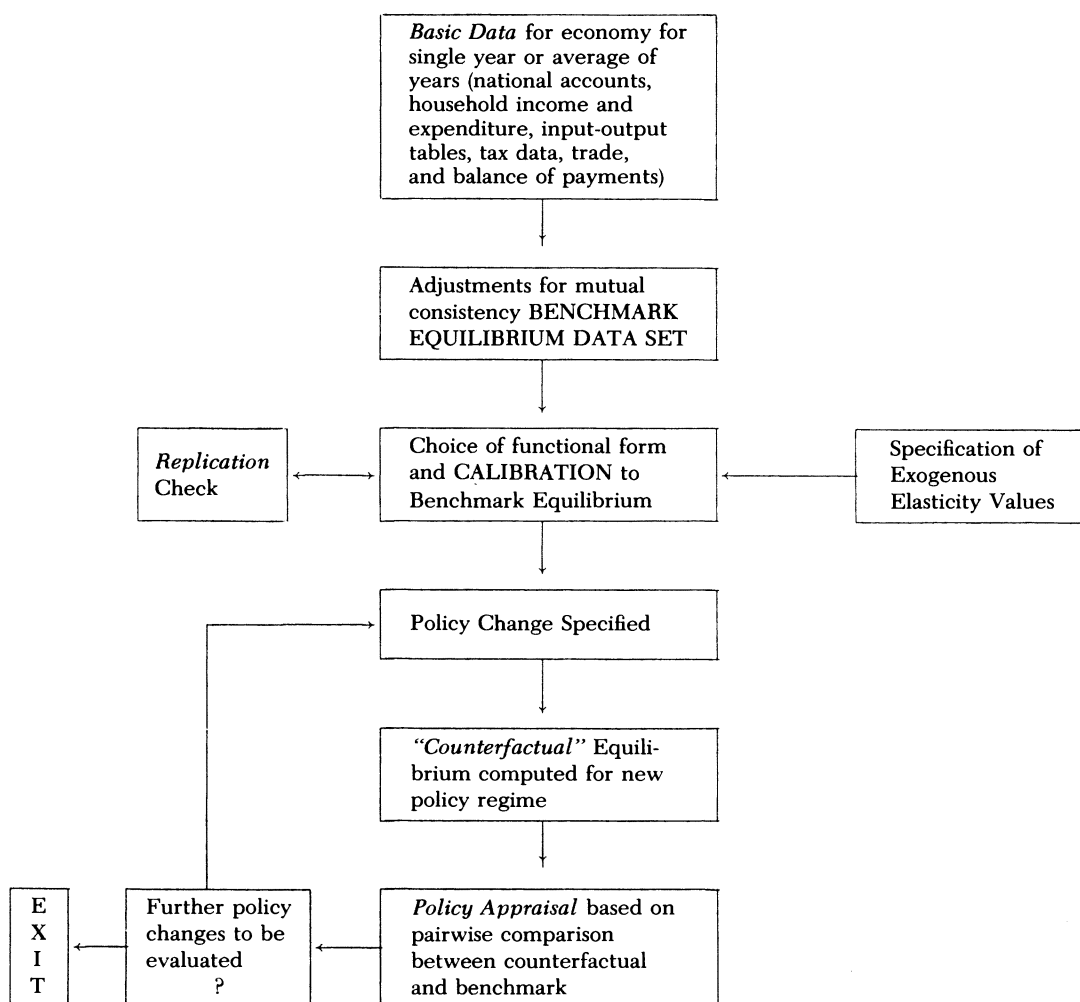 Basic Data for economy for
single year or average of
years (national accounts,
household income and
expenditure, input-output
tables, tax data, trade,
and balance of payments)
Adjustments for mutual
consistency BENCHMARK
EQUILIBRIUM DATA SET
Replication
Check
Choice of functional form
and CALIBRATION to
Benchmark Equilibrium
Specification of
Exogenous
Elasticity Values
Policy Change Specified
"Counterfactual" Equili-
brium computed for new
policy regime
E
X
I
T
Further policy
changes to be
evaluated
?
Policy Appraisal based on
pairwise comparison
between counterfactual
and benchmark